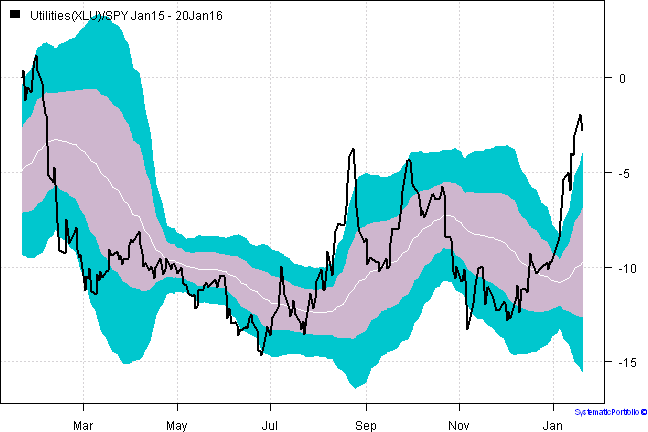 Utilities(XLU)/SPY Jan15 - 20Jan16
0
-5
-10
-15
Mar May Jul Sep Nov Jan
SystematicPortfolio ©